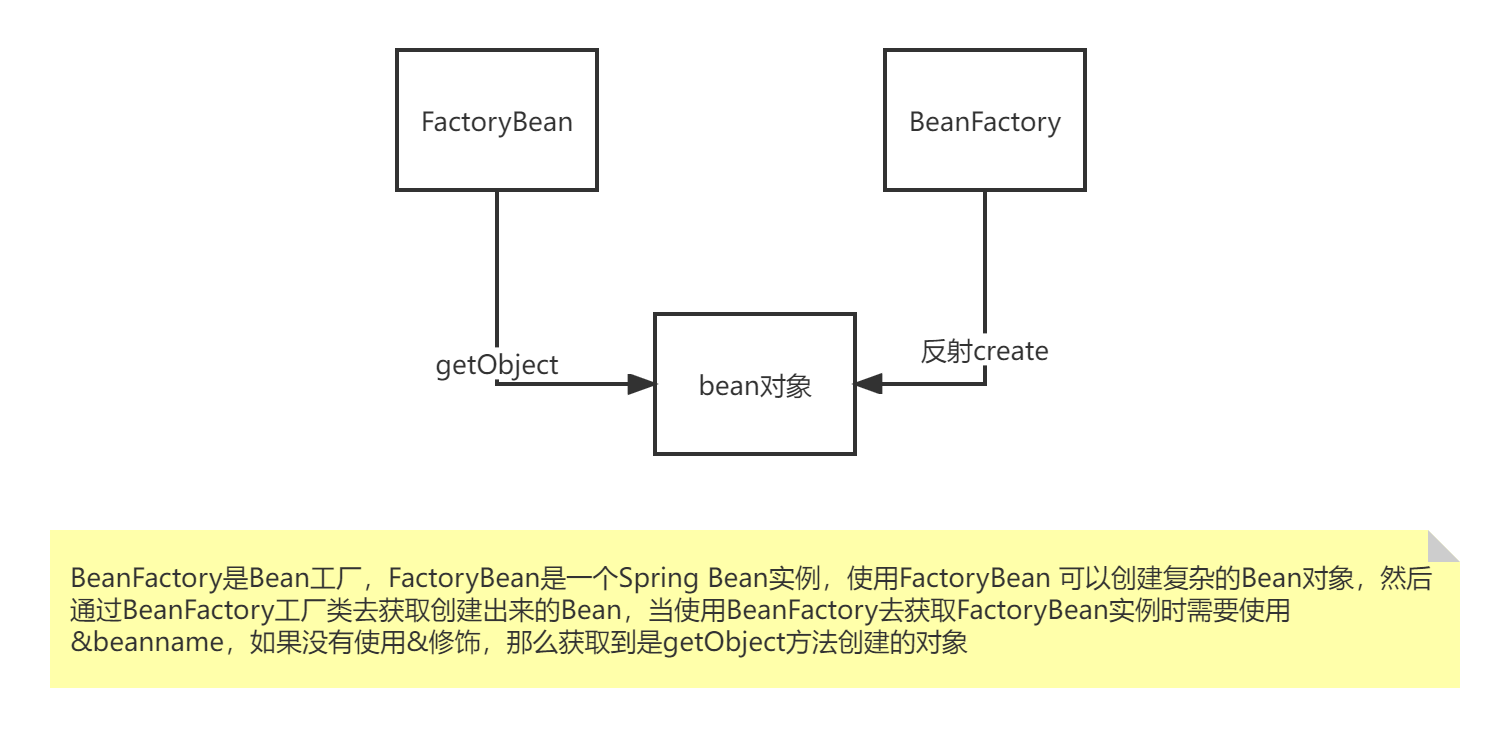 FactoryBean
BeanFactory
getObject
反射create
bean对象
BeanFactory是Bean工厂，FactoryBean是一个Spring Bean实例，使用FactoryBean 可以创建复杂的Bean对象，然后
通过BeanFactory工厂类去获取创建出来的Bean，当使用BeanFactory去获取FactoryBean实例时需要使用
&beanname，如果没有使用&修饰，那么获取到是getObject方法创建的对象